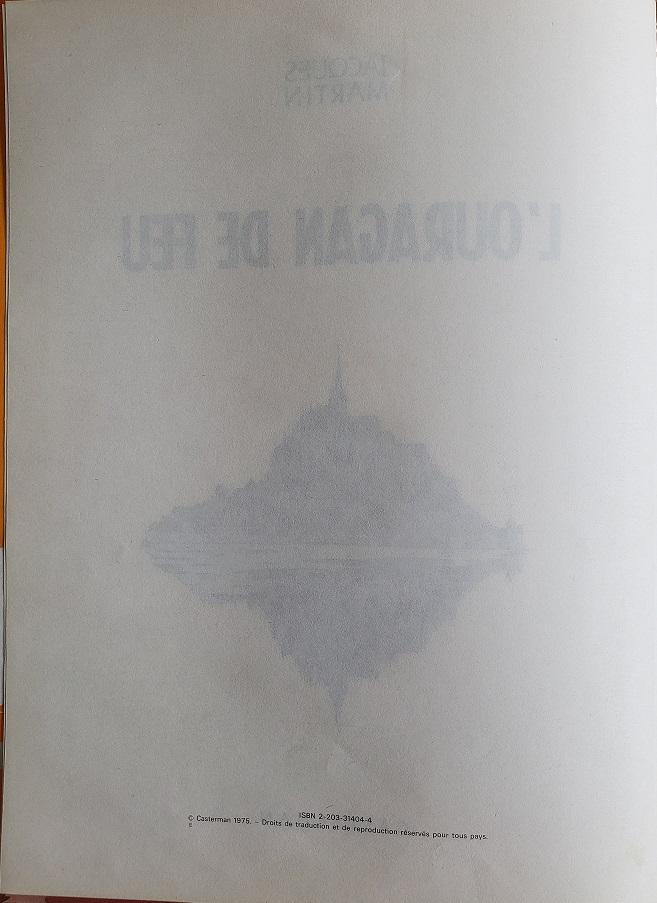 JACQUES
MARTIN
L'OURAGAN DE FEU
ISBN 2-203-31404-4
© Casterman 1975. - Droits de traduction et de reproduction réservés pour tous pays.
E